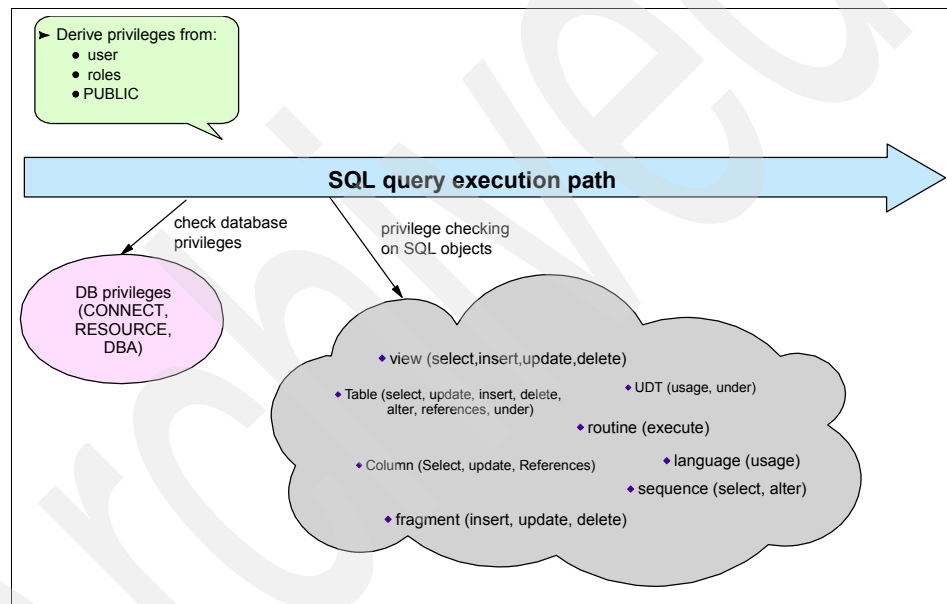 ► Derive privileges from:
● user
● roles
● PUBLIC
SQL query execution path
check database
privileges
privilege checking
on SQL objects
DB privileges
(CONNECT,
RESOURCE,
DBA)
◆ view (select,insert,update,delete)
◆ Table (select, update, insert, delete,
alter, references, under)
◆ UDT (usage, under)
◆ routine (execute)
◆ Column (Select, update, References)
◆ language (usage)
◆ sequence (select, alter)
◆ fragment (insert, update, delete)